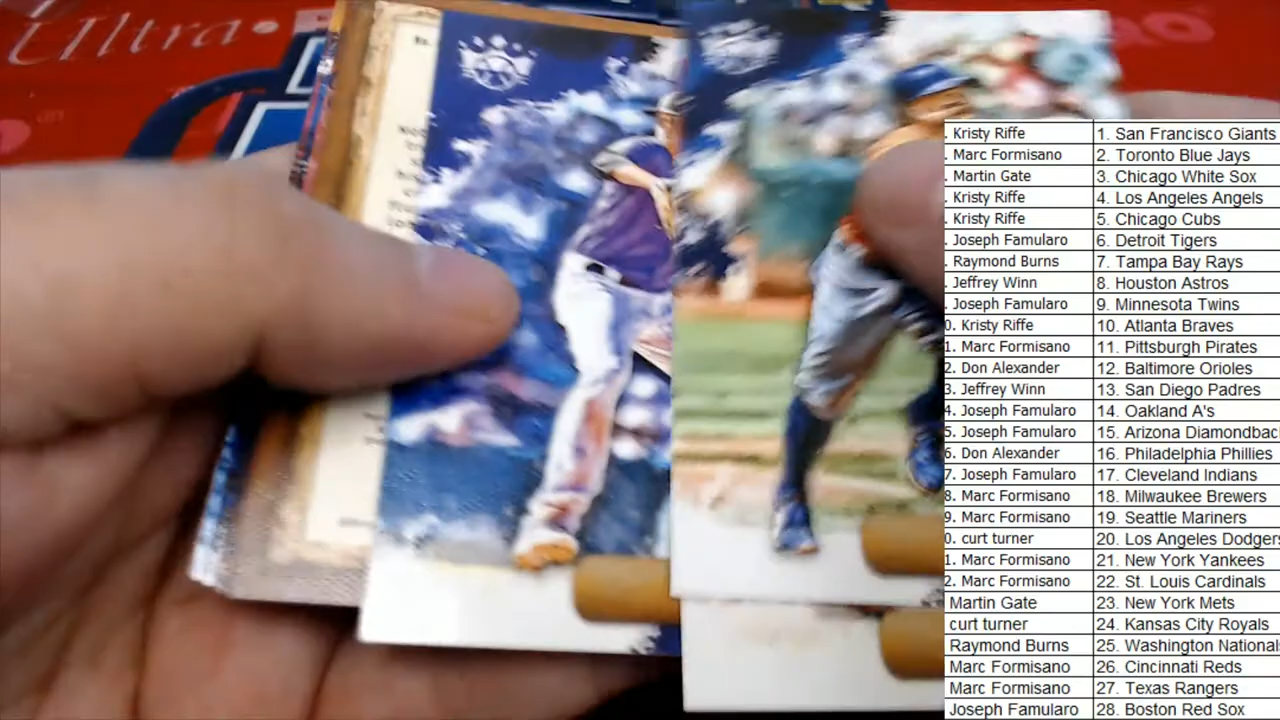 Ultra
. Kristy Riffe 1. San Francisco Giants
. Marc Formisano 2. Toronto Blue Jays
. Martin Gate 3. Chicago White Sox
. Kristy Riffe 4. Los Angeles Angels
. Kristy Riffe 5. Chicago Cubs
. Joseph Famularo 6. Detroit Tigers
. Raymond Burns 7. Tampa Bay Rays
. Jeffrey Winn 8. Houston Astros
. Joseph Famularo 9. Minnesota Twins
0. Kristy Riffe 10. Atlanta Braves
1. Marc Formisano 11. Pittsburgh Pirates
2. Don Alexander 12. Baltimore Orioles
3. Jeffrey Winn 13. San Diego Padres
4. Joseph Famularo 14. Oakland A's
5. Joseph Famularo 15. Arizona Diamondbac
6. Don Alexander 16. Philadelphia Phillies
7. Joseph Famularo 17. Cleveland Indians
8. Marc Formisano 18. Milwaukee Brewers
9. Marc Formisano 19. Seattle Mariners
0. curt turner 20. Los Angeles Dodgers
1. Marc Formisano 21. New York Yankees
2. Marc Formisano 22. St. Louis Cardinals
Martin Gate 23. New York Mets
curt turner 24. Kansas City Royals
Raymond Burns 25. Washington Nationals
Marc Formisano 26. Cincinnati Reds
Marc Formisano 27. Texas Rangers
Joseph Famularo 28. Boston Red Sox